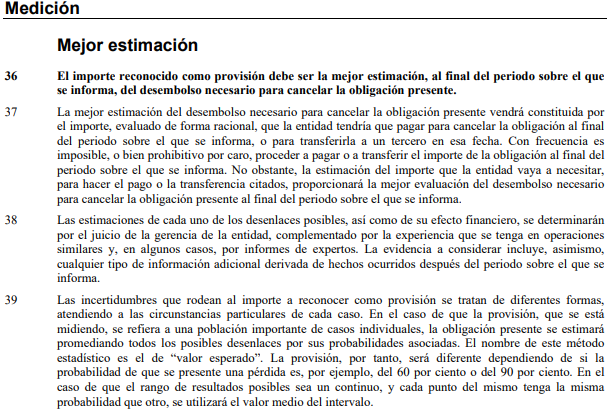 Medición
Mejor estimación
36 El importe reconocido como provisión debe ser la mejor estimación, al final del periodo sobre el que
se informa, del desembolso necesario para cancelar la obligación presente.
37 La mejor estimación del desembolso necesario para cancelar la obligación presente vendrá constituida por
el importe, evaluado de forma racional, que la entidad tendría que pagar para cancelar la obligación al final
del periodo sobre el que se informa, o para transferirla a un tercero en esa fecha. Con frecuencia es
imposible, o bien prohibitivo por caro, proceder a pagar o a transferir el importe de la obligación al final del
periodo sobre el que se informa. No obstante, la estimación del importe que la entidad vaya a necesitar,
para hacer el pago o la transferencia citados, proporcionará la mejor evaluación del desembolso necesario
para cancelar la obligación presente al final del periodo sobre el que se informa.
38 Las estimaciones de cada uno de los desenlaces posibles, así como de su efecto financiero, se determinarán
por el juicio de la gerencia de la entidad, complementado por la experiencia que se tenga en operaciones
similares y, en algunos casos, por informes de expertos. La evidencia a considerar incluye, asimismo,
cualquier tipo de información adicional derivada de hechos ocurridos después del periodo sobre el que se
informa.
39 Las incertidumbres que rodean al importe a reconocer como provisión se tratan de diferentes formas,
atendiendo a las circunstancias particulares de cada caso. En el caso de que la provisión, que se está
midiendo, se refiera a una población importante de casos individuales, la obligación presente se estimará
promediando todos los posibles desenlaces por sus probabilidades asociadas. El nombre de este método
estadístico es el de “valor esperado”. La provisión, por tanto, será diferente dependiendo de si la
probabilidad de que se presente una pérdida es, por ejemplo, del 60 por ciento o del 90 por ciento. En el
caso de que el rango de resultados posibles sea un continuo, y cada punto del mismo tenga la misma
probabilidad que otro, se utilizará el valor medio del intervalo.